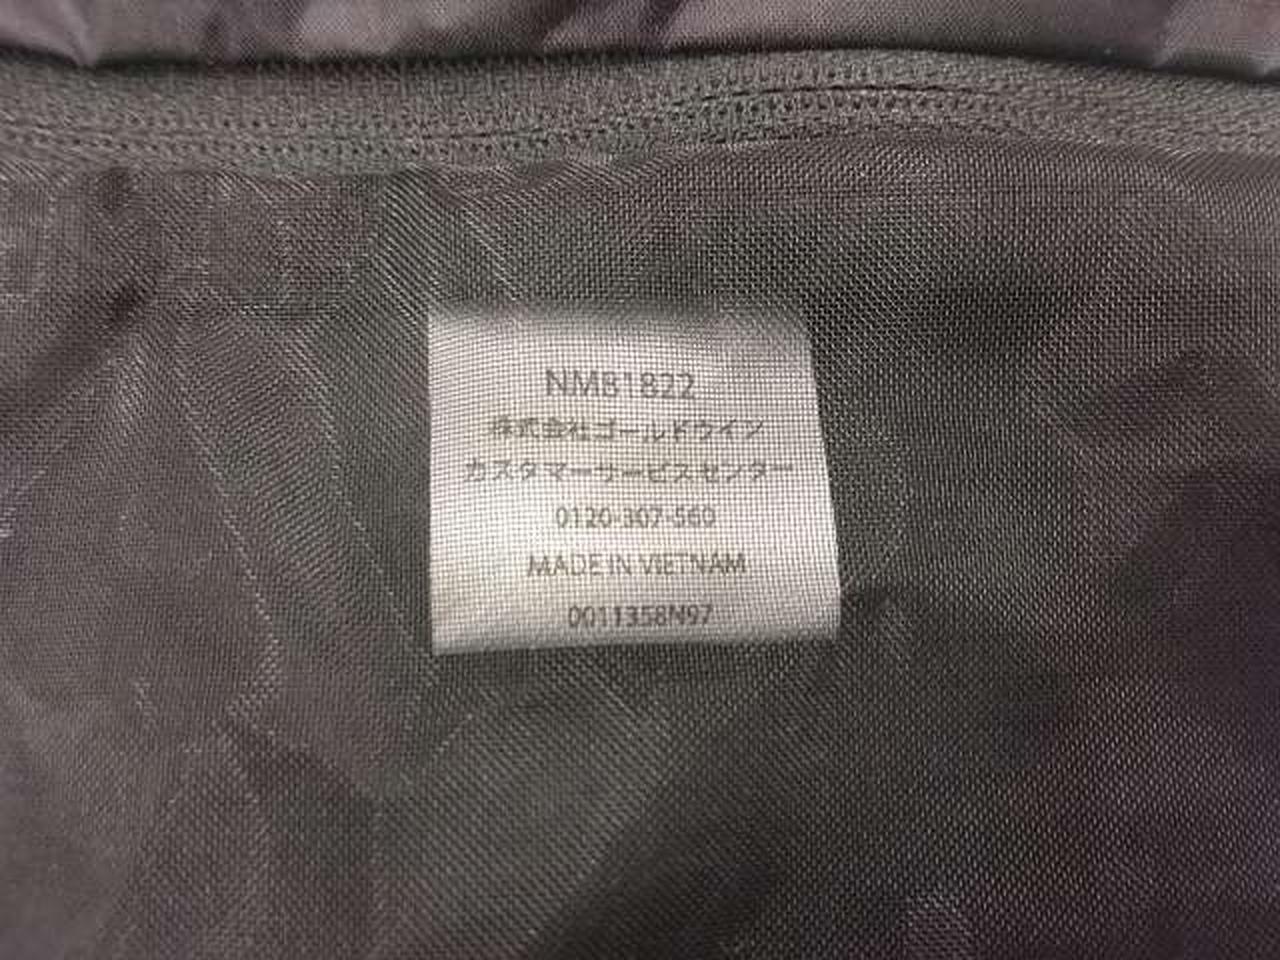 NM81822
株式会社ゴールドウイン
カスタマーサービスセンター
0120-307-560
MADE IN VIETNAM
0011358N97